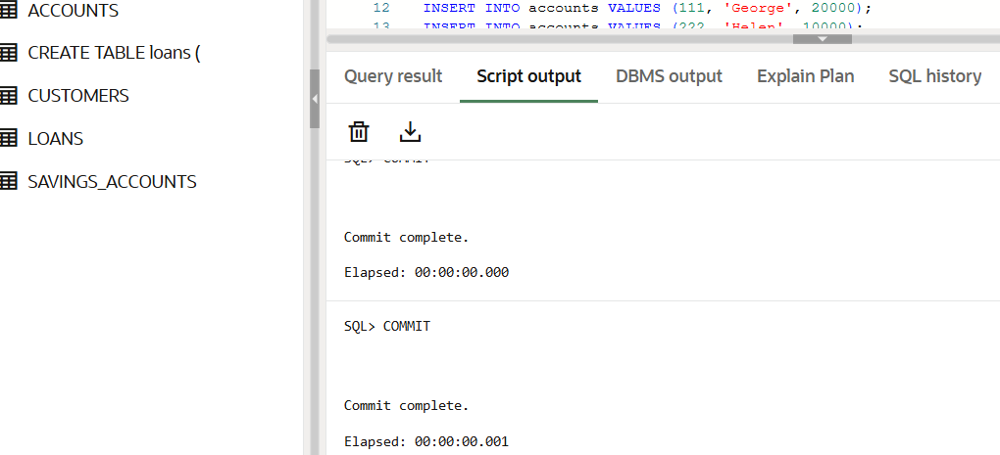 ACCOUNTS
CREATE TABLE loans (
CUSTOMERS
LOANS
SAVINGS_ACCOUNTS
12 INSERT INTO accounts VALUES (111, 'George', 20000);
13 INSERT INTO accounts VALUES (222, 'Helen', 10000);
Query result Script output DBMS output Explain Plan SQL history
SQL> COMMIT
Commit complete.
Elapsed: 00:00:00.000
SQL> COMMIT
Commit complete.
Elapsed: 00:00:00.001